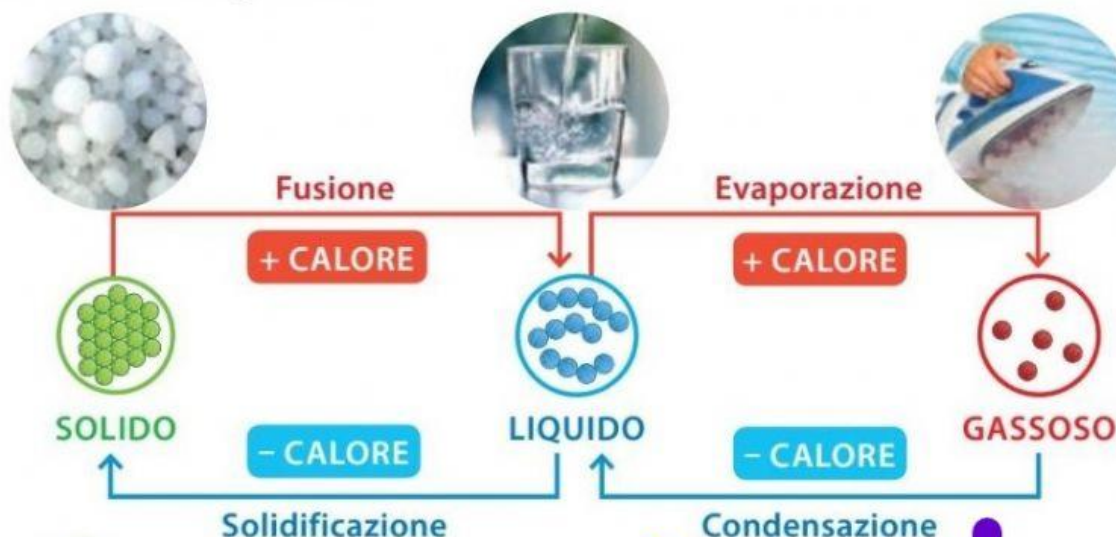 Fusione
Evaporazione
+ CALORE
+ CALORE
SOLIDO
LIQUIDO
GASSOSO
– CALORE
– CALORE
Solidificazione
Condensazione